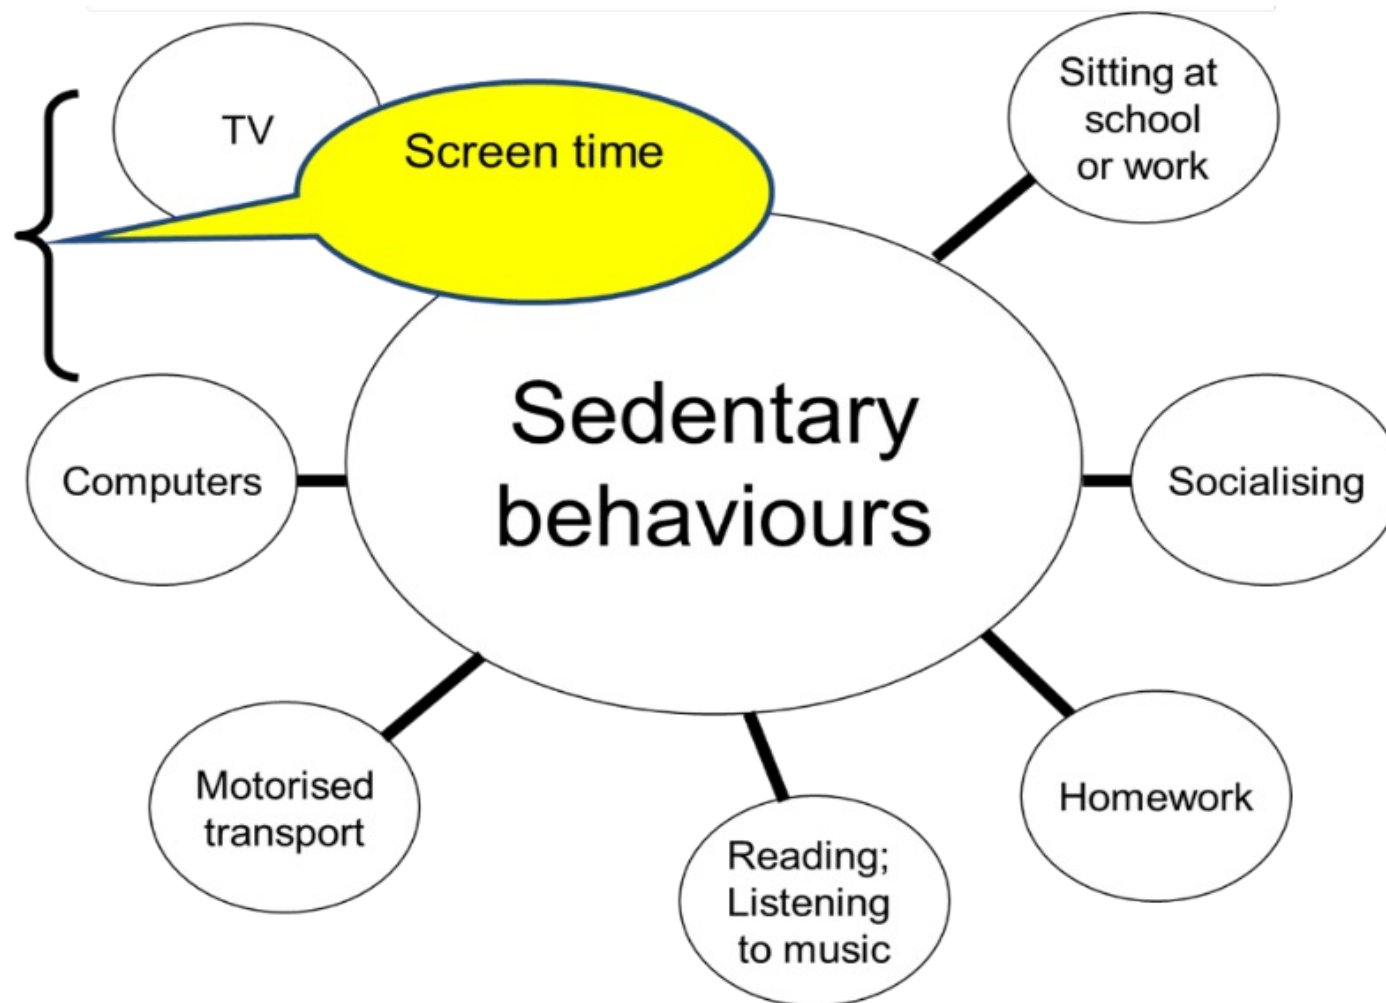 TV
Screen time
Sitting at
school
or work
Sedentary
behaviours
Computers
Socialising
Motorised
transport
Reading;
Listening
to music
Homework